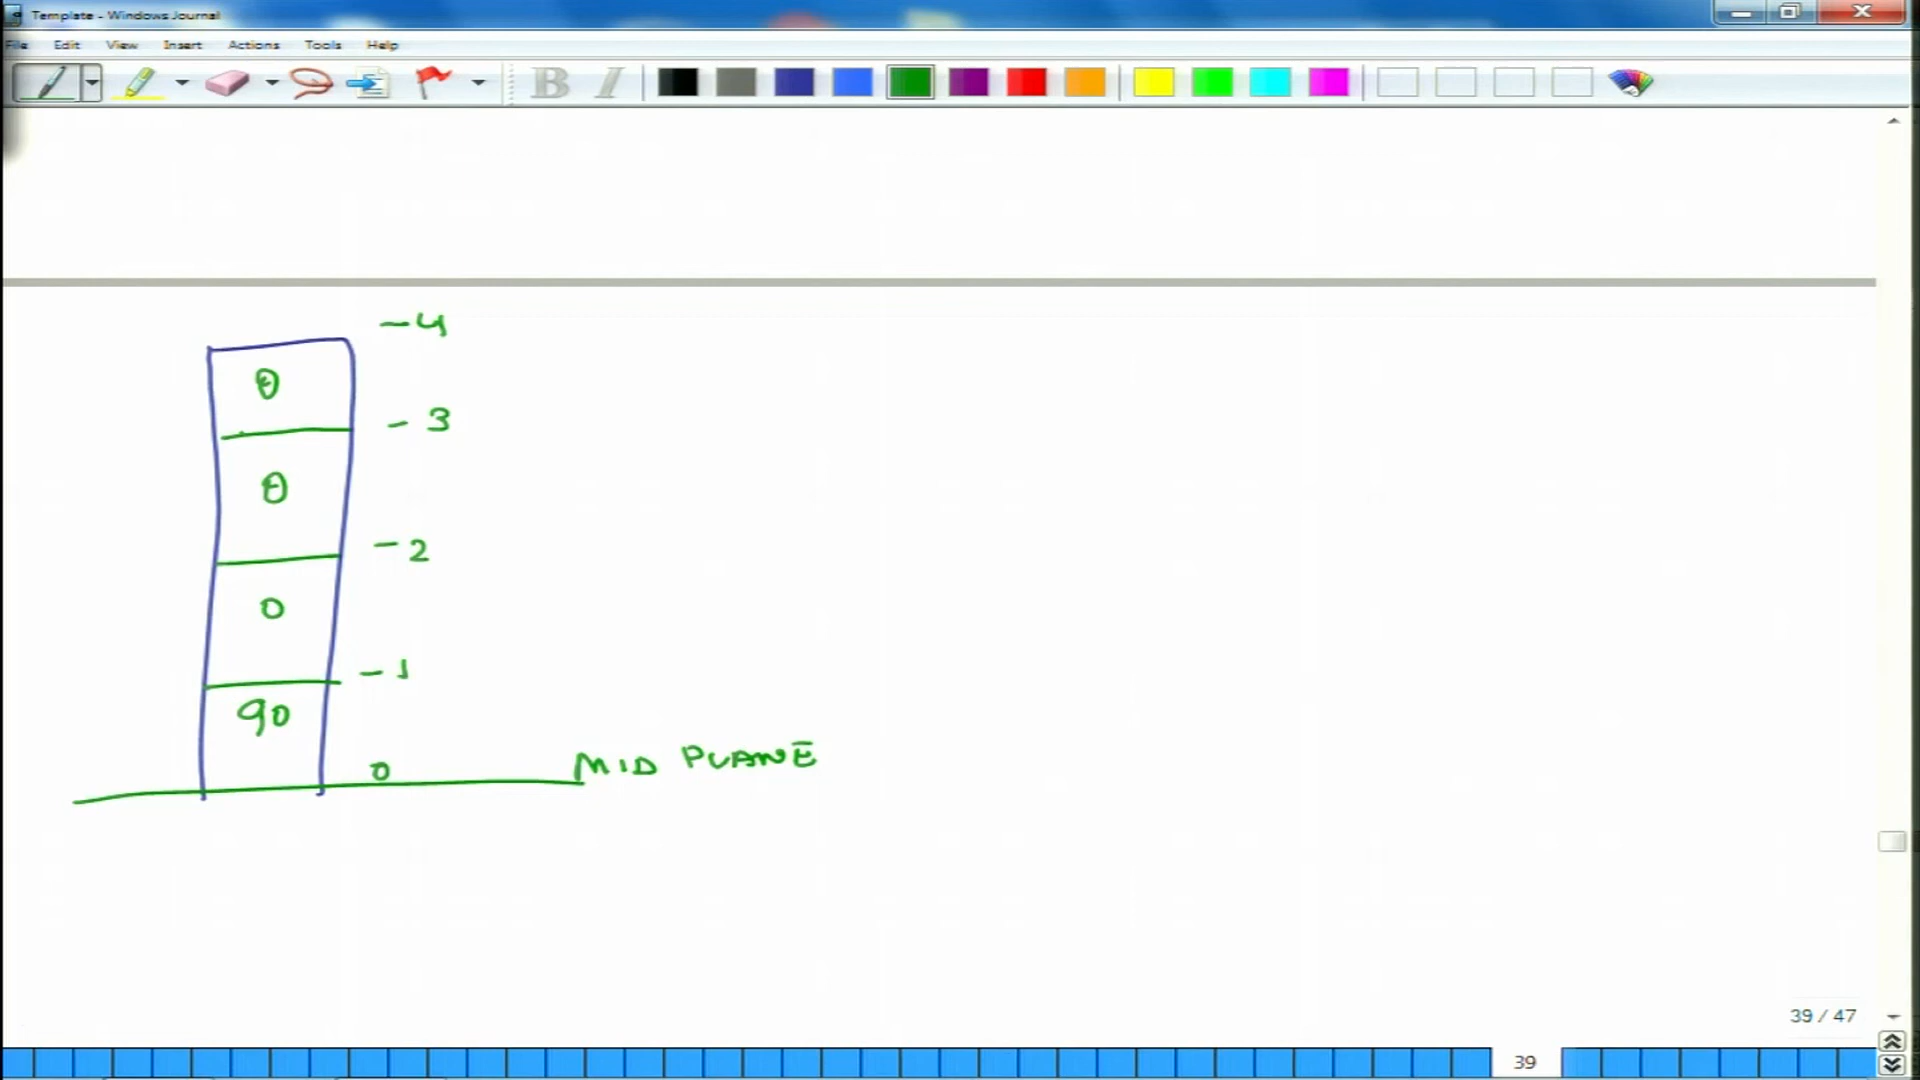 Template - Windows Journal
File Edit View Insert Actions Tools Help
B I
-4
θ
-3
θ
-2
0
-1
90
0
MID PLANE
39 / 47
39